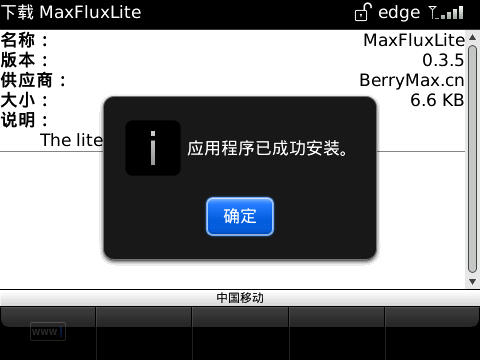 下载 MaxFluxLite edge
名称： MaxFluxLite
版本： 0.3.5
供应商： BerryMax.cn
大小： 6.6 KB
说明：
The lite
应用程序已成功安装。
确定
中国移动
www